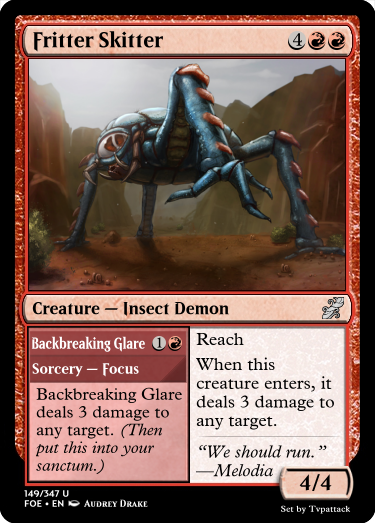 Fritter Skitter 4
Creature — Insect Demon
Backbreaking Glare 1
Sorcery — Focus
Backbreaking Glare
deals 3 damage to
any target. (Then
put this into your
sanctum.)
Reach
When this
creature enters, it
deals 3 damage to
any target.
“We should run.”
—Melodia
4/4
149/347 U
FOE • EN Audrey Drake
Set by Tvpattack